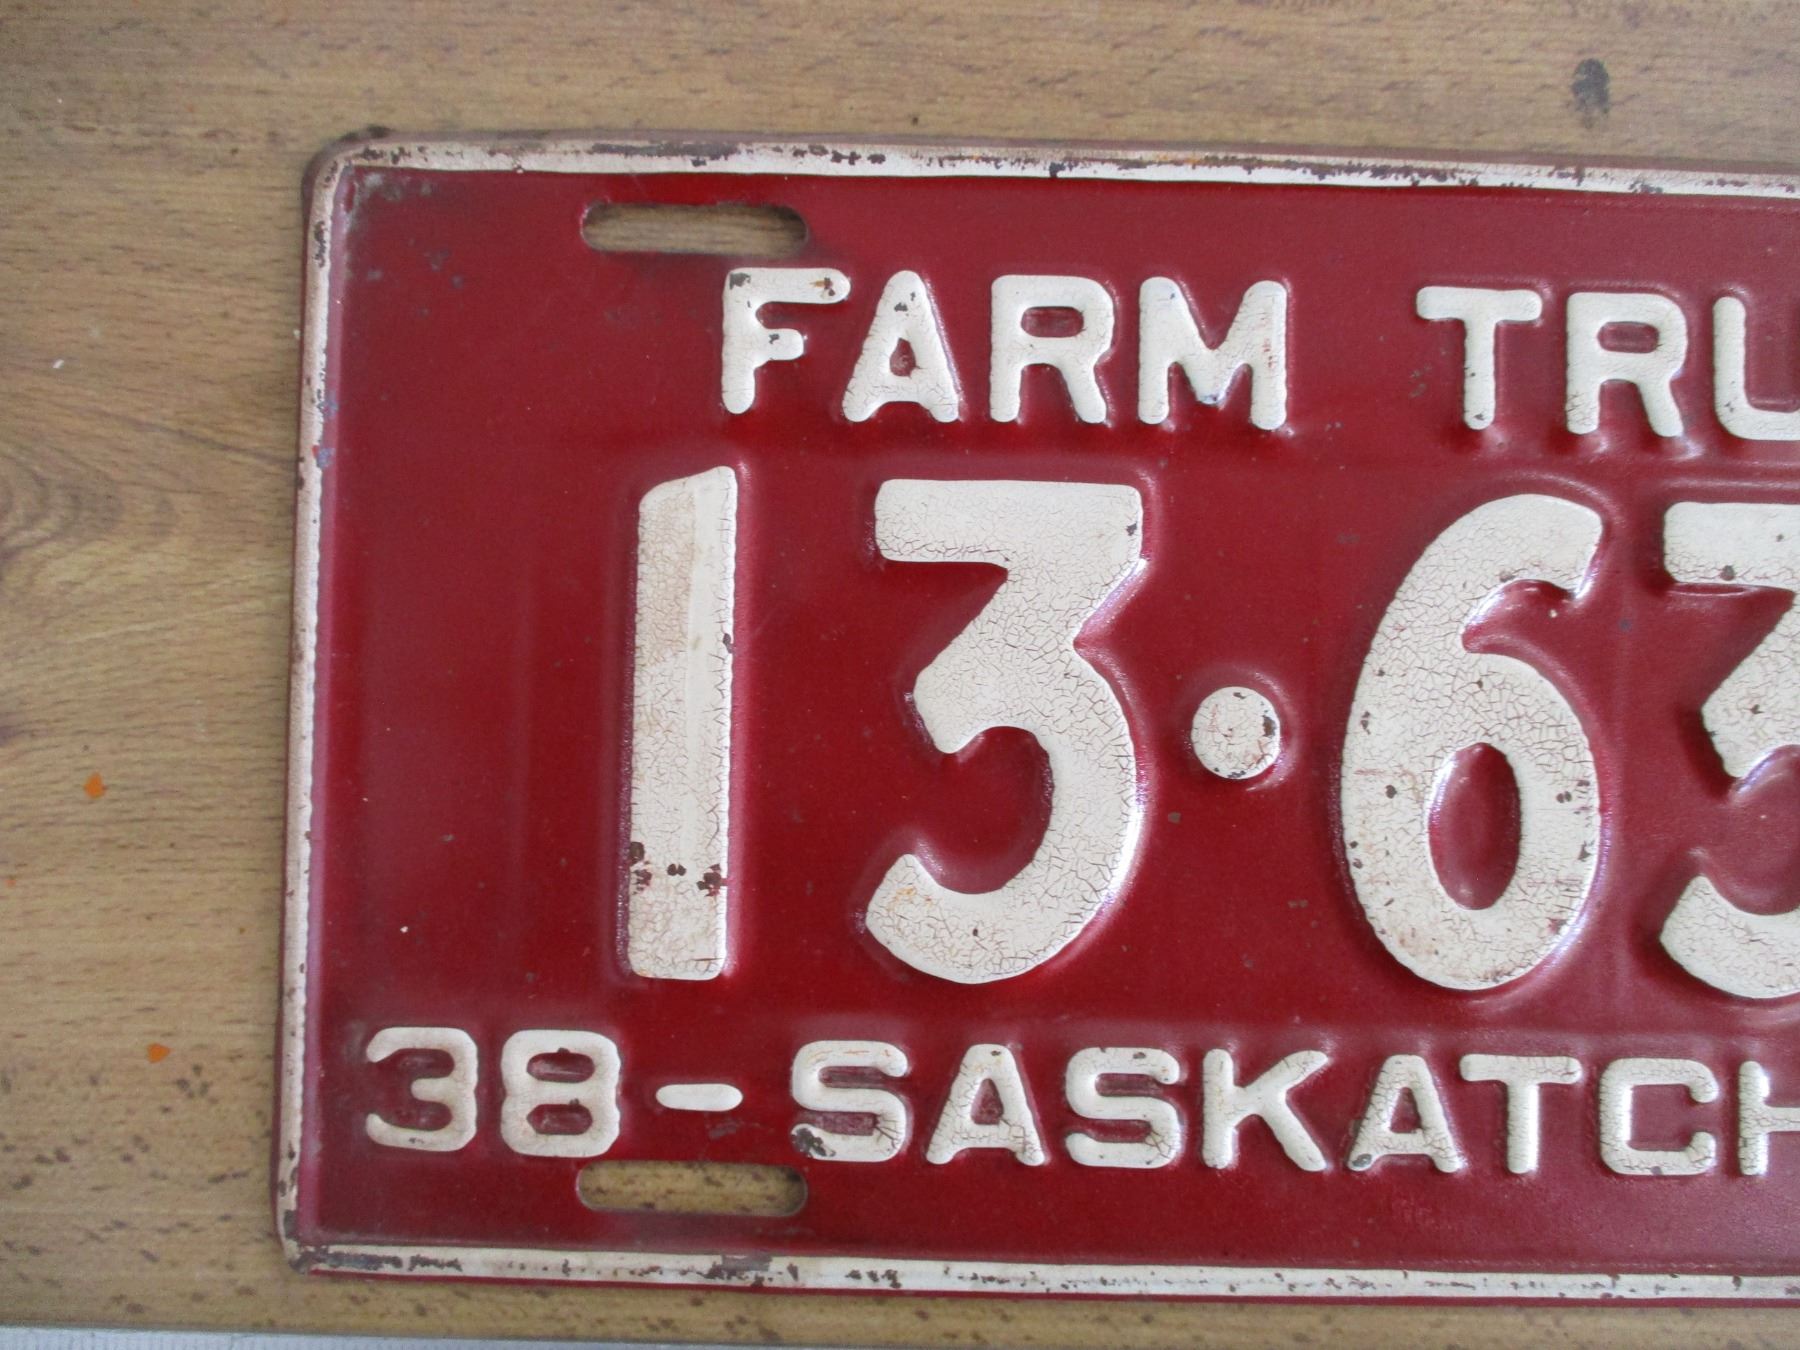 FARM TRU
13·63
38-SASKATCH